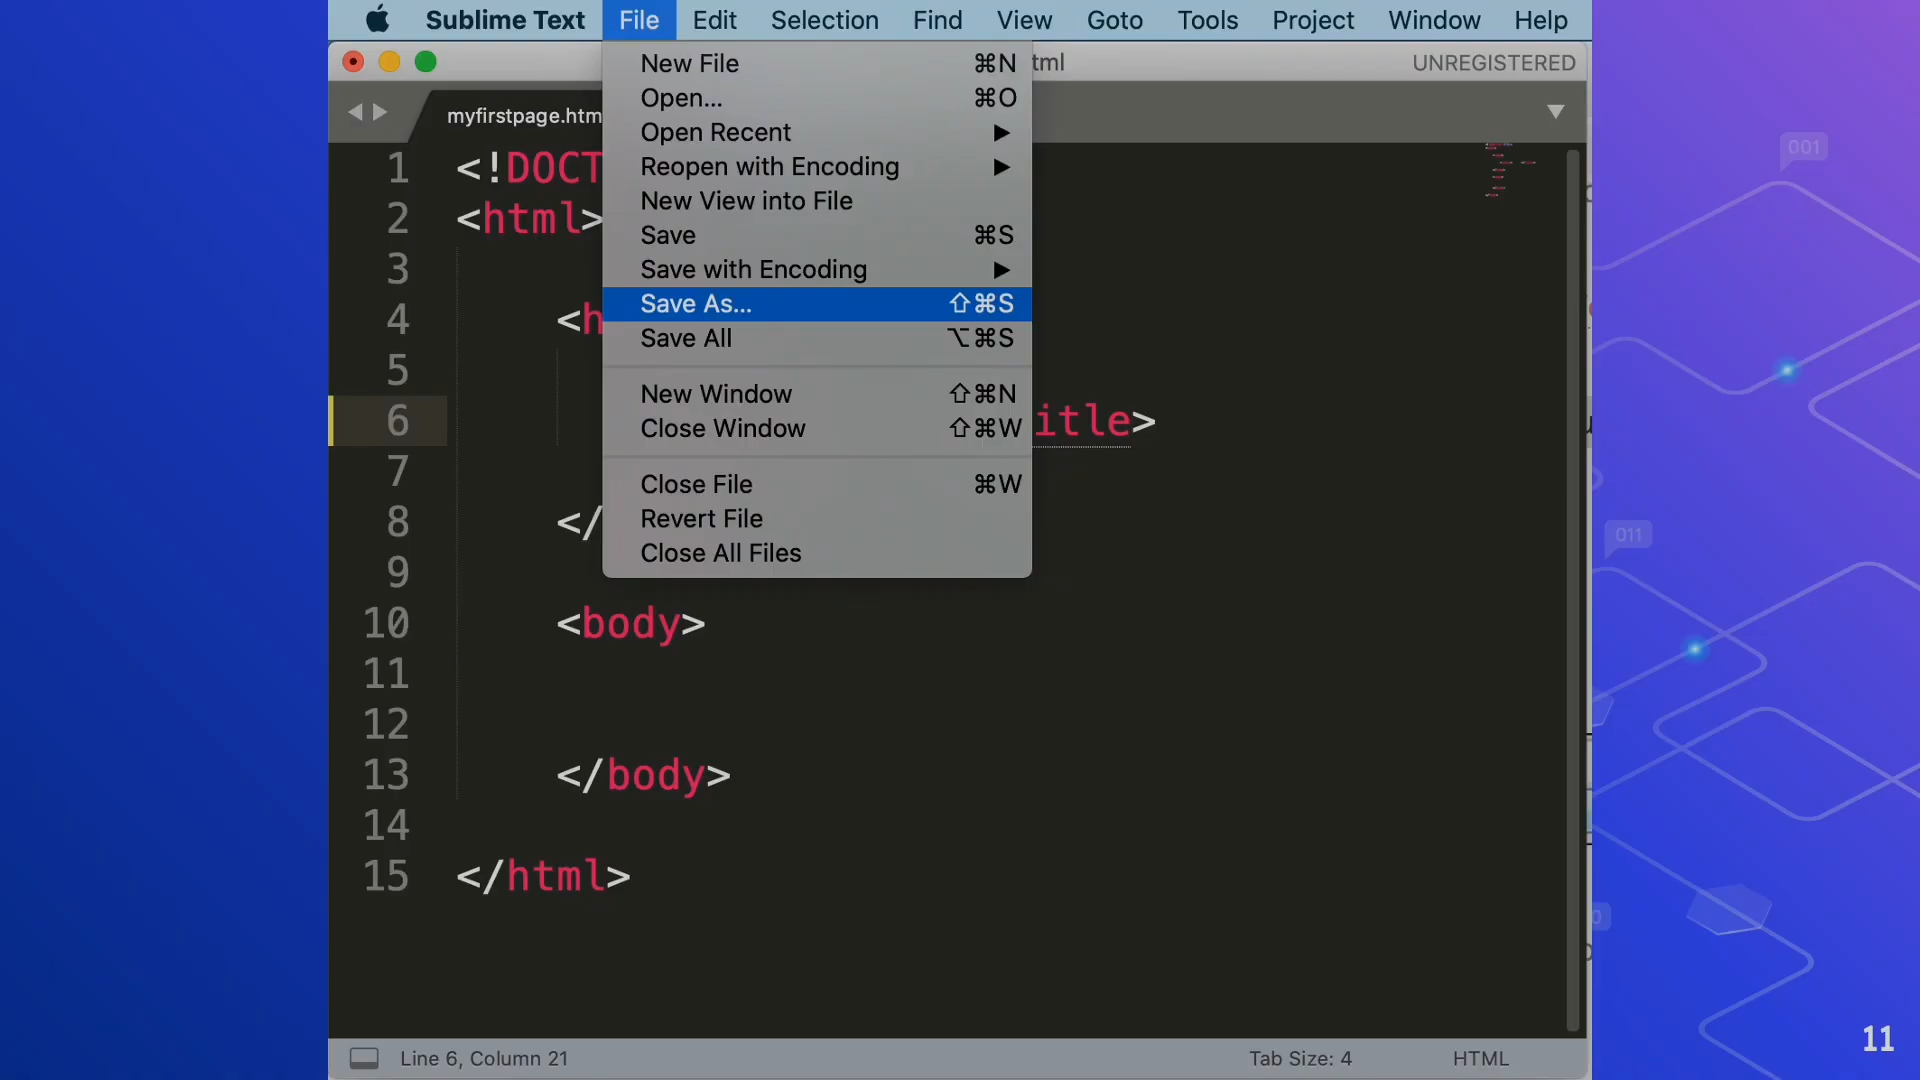 Sublime Text File Edit Selection Find View Goto Tools Project Window Help
tml UNREGISTERED
myfirstpage.htm
New File ⌘N
Open... ⌘O
Open Recent ▶
Reopen with Encoding ▶
New View into File
Save ⌘S
Save with Encoding ▶
Save As... ⇧⌘S
Save All ⌥⌘S
New Window ⇧⌘N
Close Window ⇧⌘W
Close File ⌘W
Revert File
Close All Files
1 <!DOCT
2 <html>
3
4 <h
5
6 itle>
7
8 </
9
10 <body>
11
12
13 </body>
14
15 </html>
Line 6, Column 21 Tab Size: 4 HTML
001
011
11